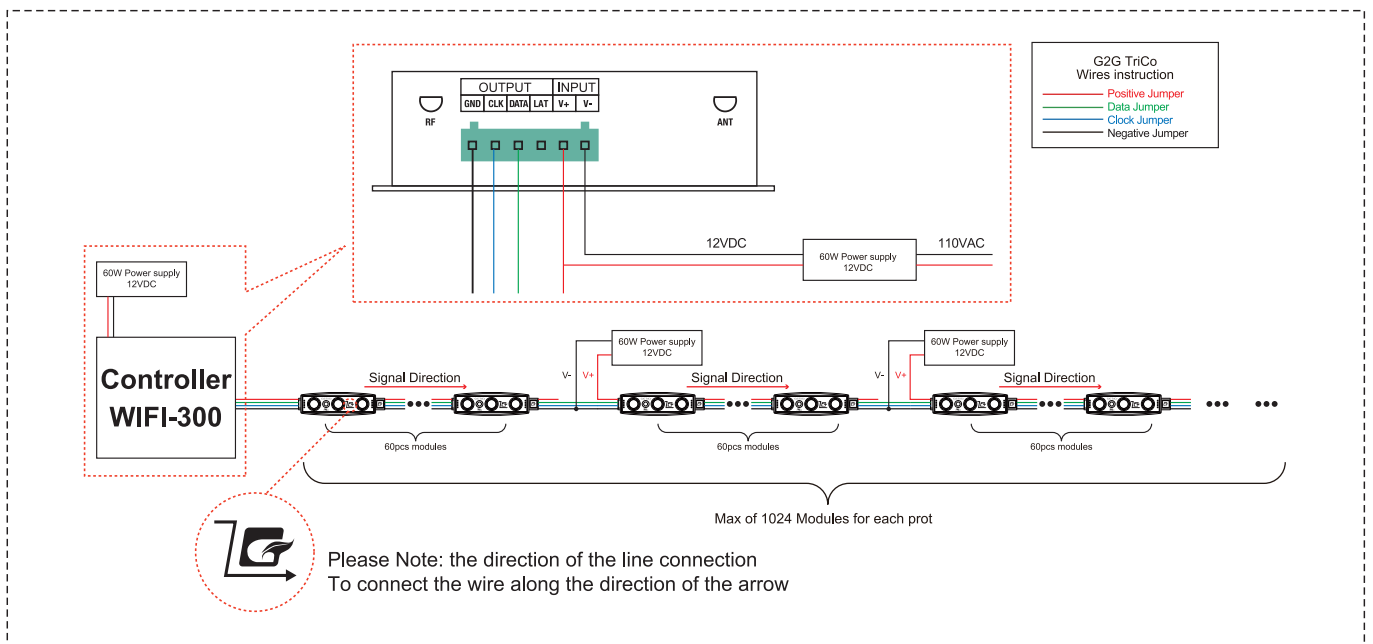 OUTPUT INPUT
GND CLK DATA LAT V+ V-
RF
ANT
12VDC
110VAC
60W Power supply
12VDC
G2G TriCo
Wires instruction
Positive Jumper
Data Jumper
Clock Jumper
Negative Jumper
60W Power supply
12VDC
Controller
WIFI-300
60W Power supply
12VDC
60W Power supply
12VDC
V- V+
V- V+
Signal Direction
Signal Direction
Signal Direction
60pcs modules
60pcs modules
60pcs modules
Max of 1024 Modules for each prot
Please Note: the direction of the line connection
To connect the wire along the direction of the arrow